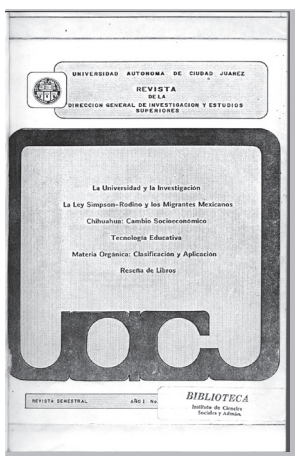 UNIVERSIDAD AUTONOMA DE CIUDAD JUAREZ
REVISTA
DE LA
DIRECCION GENERAL DE INVESTIGACION Y ESTUDIOS
SUPERIORES
La Universidad y la Investigación
La Ley Simpson-Rodino y los Migrantes Mexicanos
Chihuahua: Cambio Socioeconómico
Tecnología Educativa
Materia Orgánica: Clasificación y Aplicación
Reseña de Libros
uacj
REVISTA SEMESTRAL AÑO I No.
BIBLIOTECA
Instituto de Ciencias
Sociales y Admón.